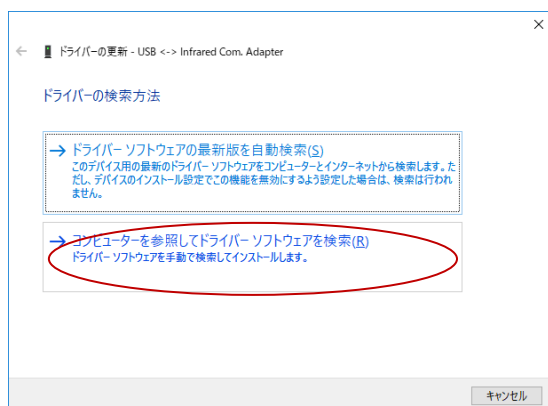 ドライバーの更新 - USB <-> Infrared Com. Adapter
ドライバーの検索方法
ドライバー ソフトウェアの最新版を自動検索(S)
このデバイス用の最新のドライバー ソフトウェアをコンピューターとインターネットから検索します。た
だし、デバイスのインストール設定でこの機能を無効にするよう設定した場合は、検索は行われ
ません。
コンピューターを参照してドライバー ソフトウェアを検索(R)
ドライバー ソフトウェアを手動で検索してインストールします。
キャンセル